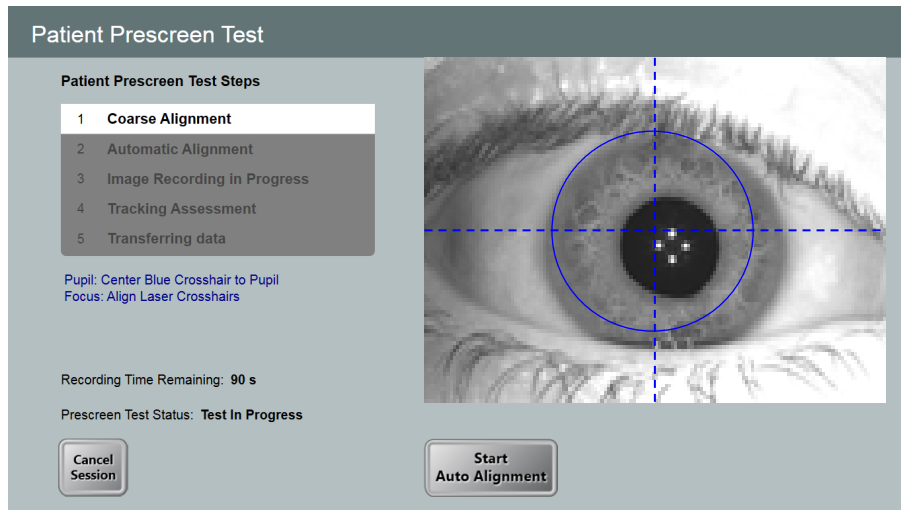 Patient Prescreen Test
Patient Prescreen Test Steps
1 Coarse Alignment
2 Automatic Alignment
3 Image Recording in Progress
4 Tracking Assessment
5 Transferring data
Pupil: Center Blue Crosshair to Pupil
Focus: Align Laser Crosshairs
Recording Time Remaining: 90 s
Prescreen Test Status: Test In Progress
Cancel
Session
Start
Auto Alignment